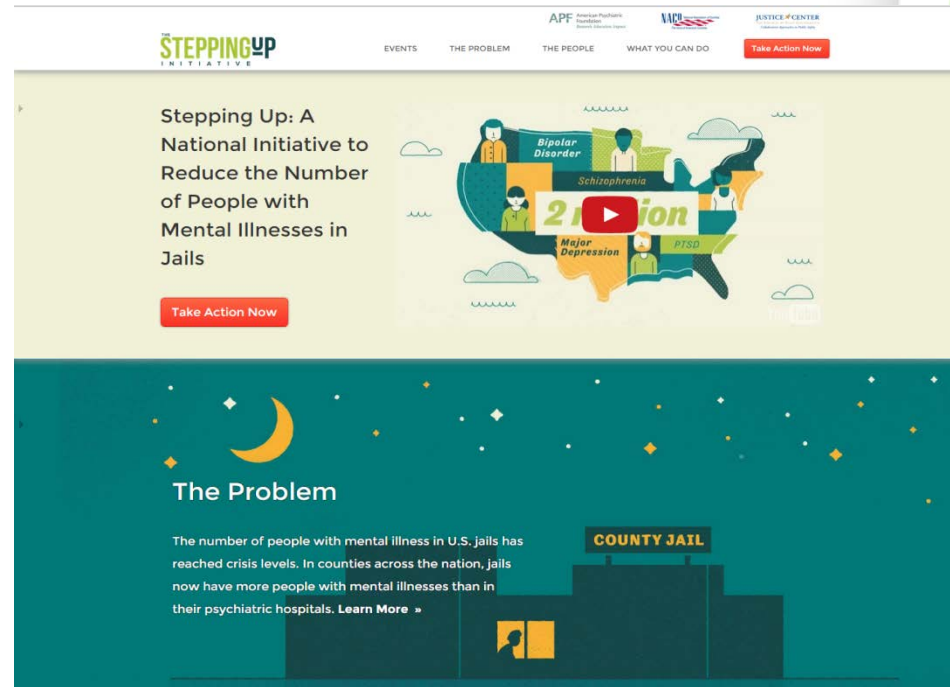 APF American Psychiatric
Foundation
NACo
JUSTICE CENTER
THE
STEPPINGUP
INITIATIVE
EVENTS THE PROBLEM THE PEOPLE WHAT YOU CAN DO Take Action Now
Stepping Up: A
National Initiative to
Reduce the Number
of People with
Mental Illnesses in
Jails
Take Action Now
Bipolar
Disorder
Schizophrenia
2
Major
Depression
PTSD
The Problem
The number of people with mental illness in U.S. jails has
reached crisis levels. In counties across the nation, jails
now have more people with mental illnesses than in
their psychiatric hospitals. Learn More »
COUNTY JAIL